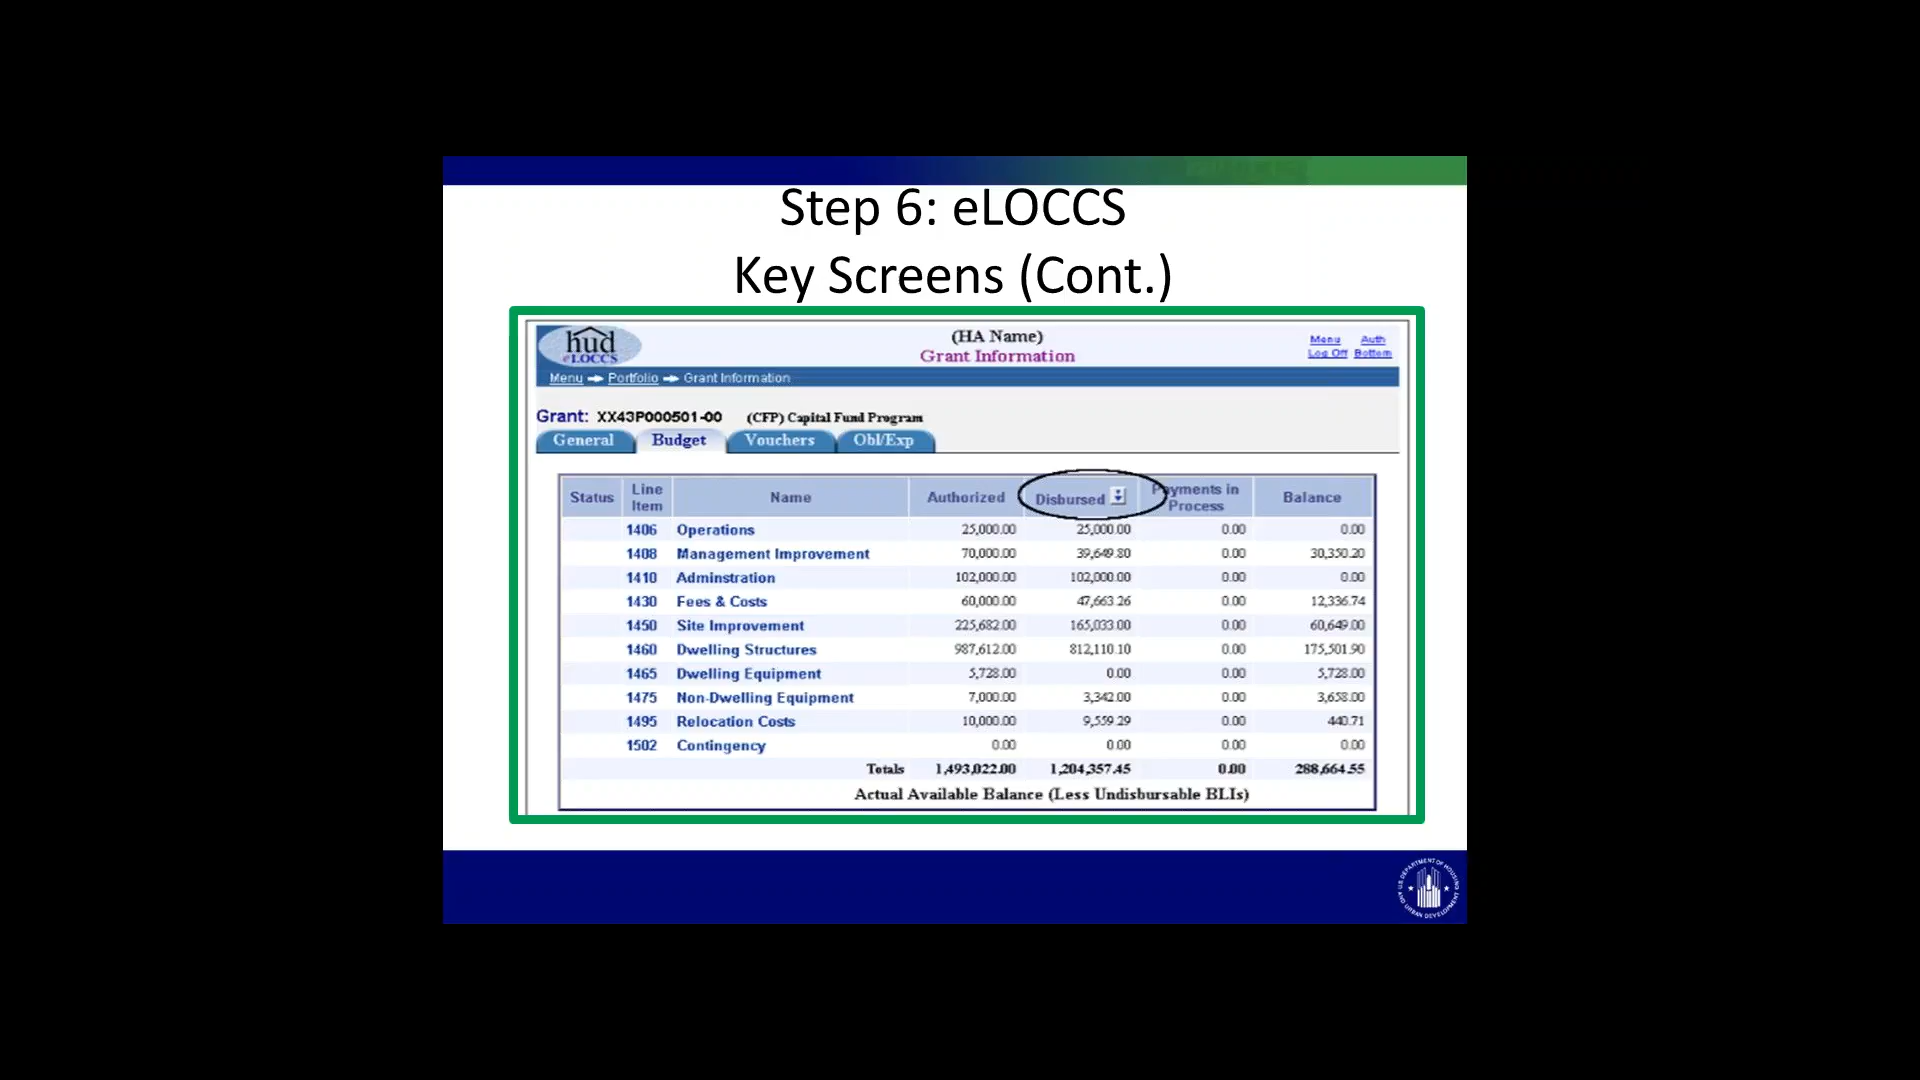 Step 6: eLOCCS
Key Screens (Cont.)
hud
eLOCCS
(HA Name)
Grant Information
Menu Auth
Log Off Bottom
Menu Portfolio Grant Information
Grant: XX43P000501-00 (CFP) Capital Fund Program
General Budget Vouchers Obl/Exp
Status Line Item Name Authorized Disbursed Payments in Process Balance
1406 Operations 25,000.00 25,000.00 0.00 0.00
1408 Management Improvement 70,000.00 39,649.80 0.00 30,350.20
1410 Adminstration 102,000.00 102,000.00 0.00 0.00
1430 Fees & Costs 60,000.00 47,663.26 0.00 12,336.74
1450 Site Improvement 225,682.00 165,033.00 0.00 60,649.00
1460 Dwelling Structures 987,612.00 812,110.10 0.00 175,501.90
1465 Dwelling Equipment 5,728.00 0.00 0.00 5,728.00
1475 Non-Dwelling Equipment 7,000.00 3,342.00 0.00 3,658.00
1495 Relocation Costs 10,000.00 9,559.29 0.00 440.71
1502 Contingency 0.00 0.00 0.00 0.00
Totals 1,493,022.00 1,204,357.45 0.00 288,664.55
Actual Available Balance (Less Undisbursable BLIs)
U.S. DEPARTMENT OF HOUSING
AND URBAN DEVELOPMENT